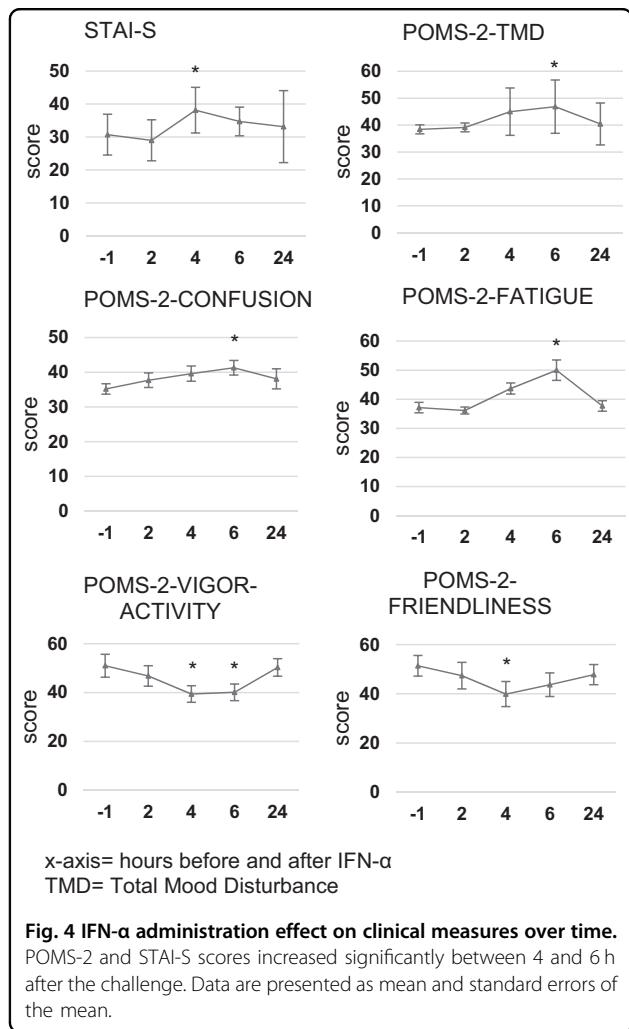 STAI-S
score
50
40
30
20
10
0
*
-1 2 4 6 24
POMS-2-TMD
score
60
50
40
30
20
10
0
*
-1 2 4 6 24
POMS-2-CONFUSION
score
50
40
30
20
10
0
*
-1 2 4 6 24
POMS-2-FATIGUE
score
60
50
40
30
20
10
0
*
-1 2 4 6 24
POMS-2-VIGOR-
ACTIVITY
score
60
40
20
0
* *
-1 2 4 6 24
POMS-2-
FRIENDLINESS
score
60
40
20
0
*
-1 2 4 6 24
x-axis= hours before and after IFN-α
TMD= Total Mood Disturbance
Fig. 4 IFN-α administration effect on clinical measures over time.
POMS-2 and STAI-S scores increased significantly between 4 and 6 h
after the challenge. Data are presented as mean and standard errors of
the mean.